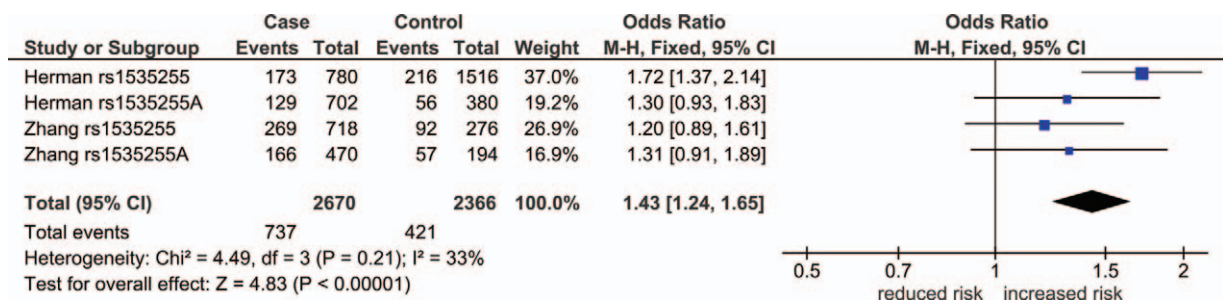 Case Control Odds Ratio Odds Ratio
Study or Subgroup Events Total Events Total Weight M-H, Fixed, 95% CI M-H, Fixed, 95% CI
Herman rs1535255 173 780 216 1516 37.0% 1.72 [1.37, 2.14]
Herman rs1535255A 129 702 56 380 19.2% 1.30 [0.93, 1.83]
Zhang rs1535255 269 718 92 276 26.9% 1.20 [0.89, 1.61]
Zhang rs1535255A 166 470 57 194 16.9% 1.31 [0.91, 1.89]
Total (95% CI) 2670 2366 100.0% 1.43 [1.24, 1.65]
Total events 737 421
Heterogeneity: Chi² = 4.49, df = 3 (P = 0.21); I² = 33%
Test for overall effect: Z = 4.83 (P < 0.00001)
0.5 0.7 1 1.5 2
reduced risk increased risk